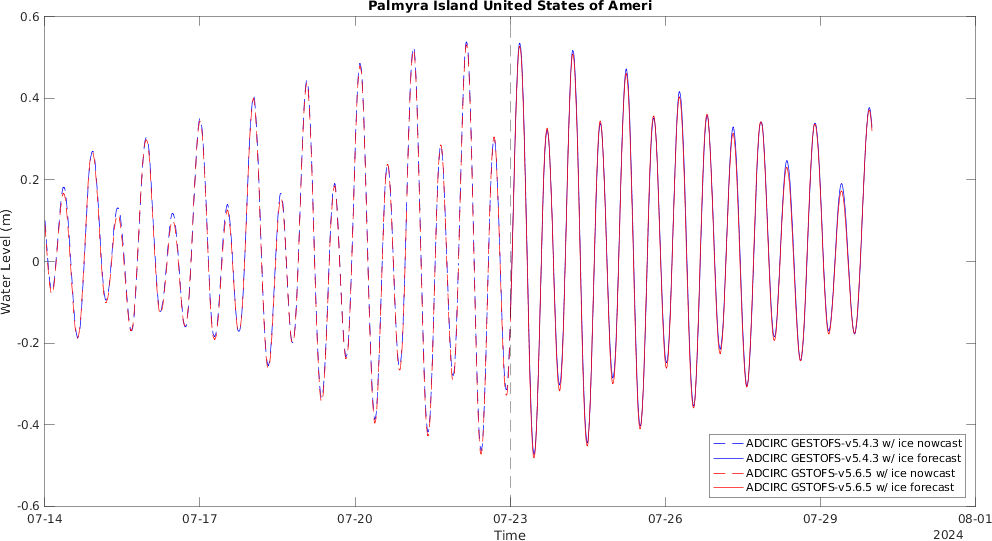 Palmyra Island United States of Ameri
0.6
0.4
0.2
0
-0.2
-0.4
-0.6
Water Level (m)
07-14 07-17 07-20 07-23 07-26 07-29 08-01
Time
2024
ADCIRC GESTOFS-v5.4.3 w/ ice nowcast
ADCIRC GESTOFS-v5.4.3 w/ ice forecast
ADCIRC GSTOFS-v5.6.5 w/ ice nowcast
ADCIRC GSTOFS-v5.6.5 w/ ice forecast